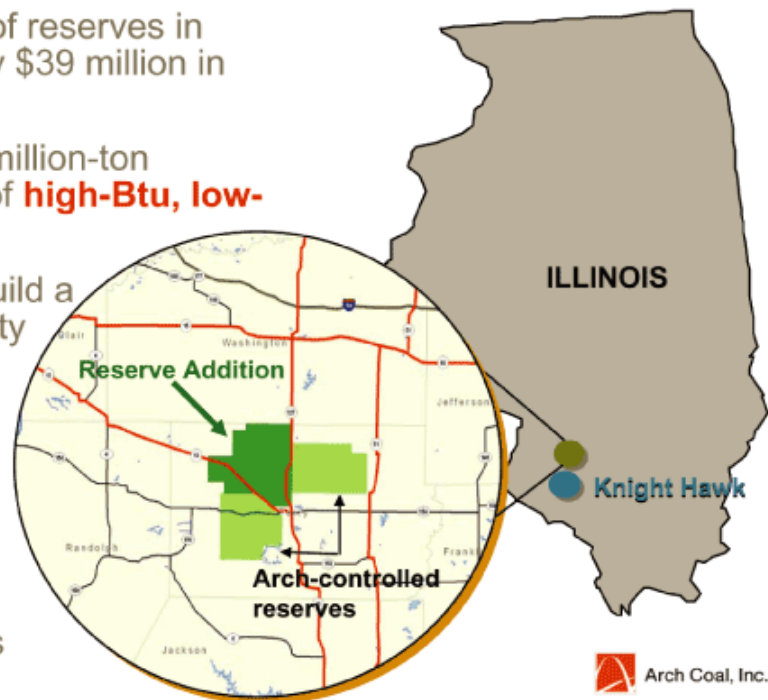 of reserves in
$39 million in
million-ton
of high-Btu, low-
uild a
ty
s
ILLINOIS
Reserve Addition
Washington
Jefferson
Randolph
Jackson
Arch-controlled
reserves
Knight Hawk
Arch Coal, Inc.